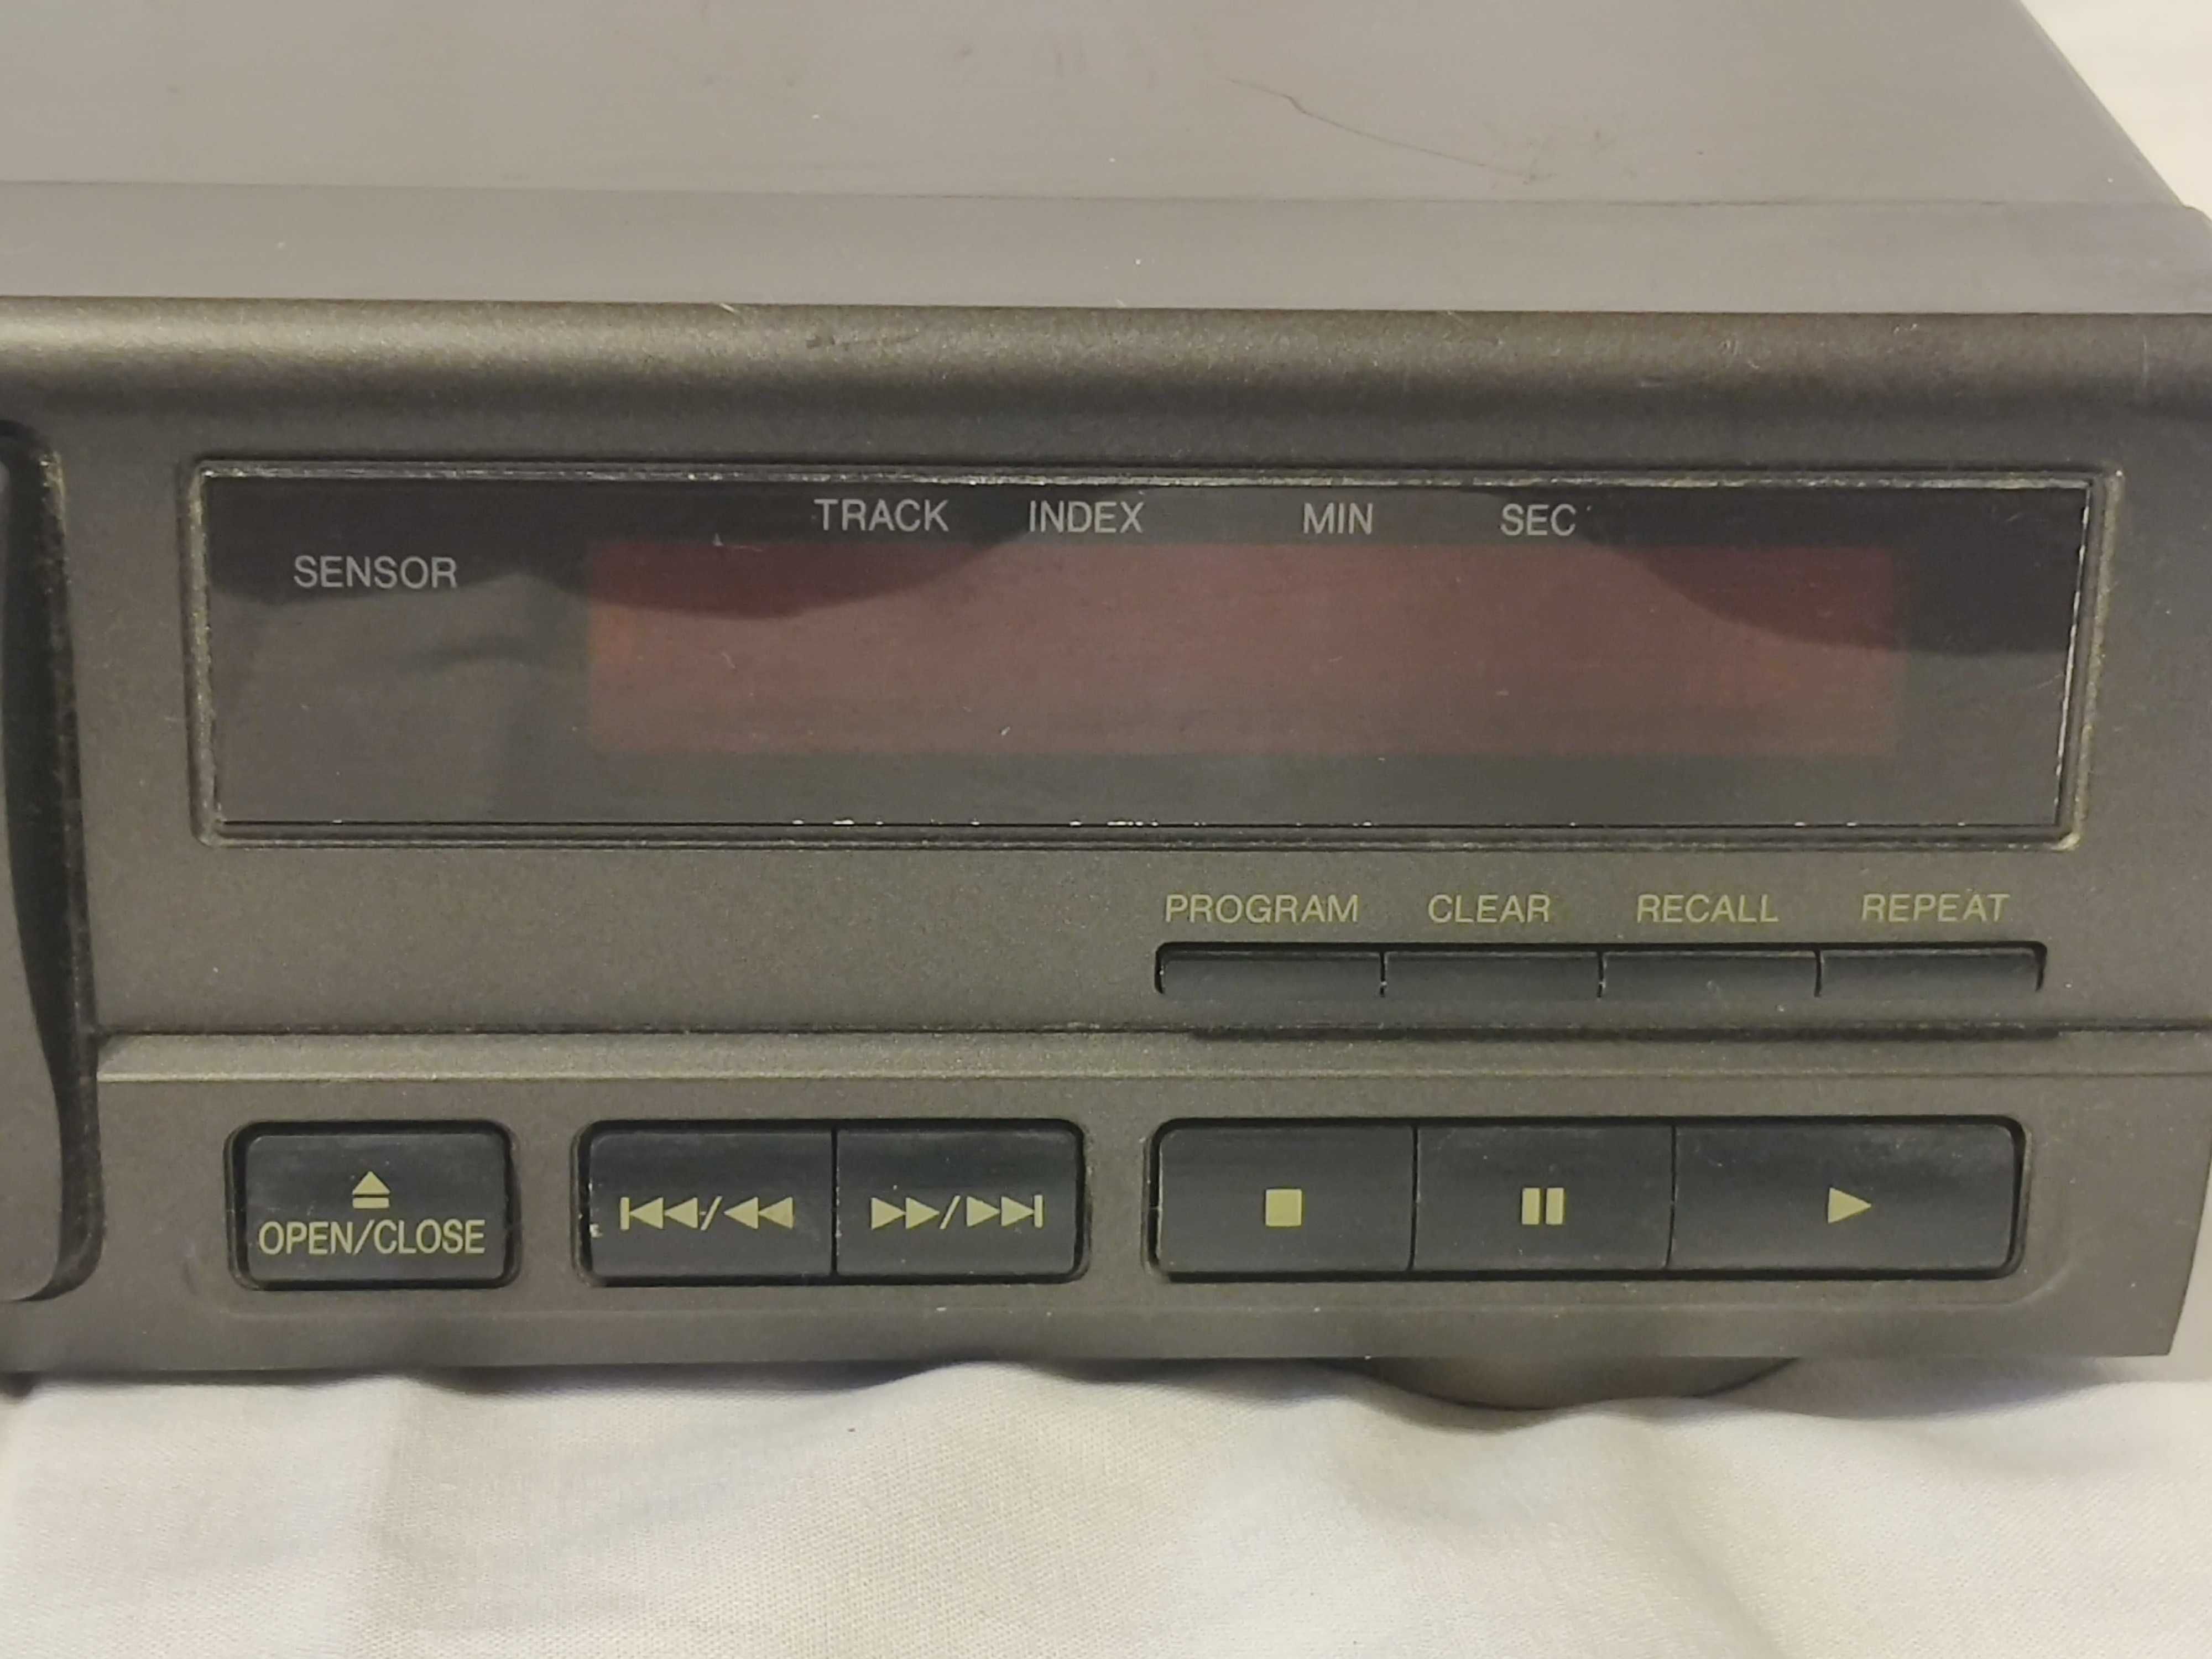 TRACK INDEX MIN SEC
SENSOR
PROGRAM CLEAR RECALL REPEAT
OPEN/CLOSE